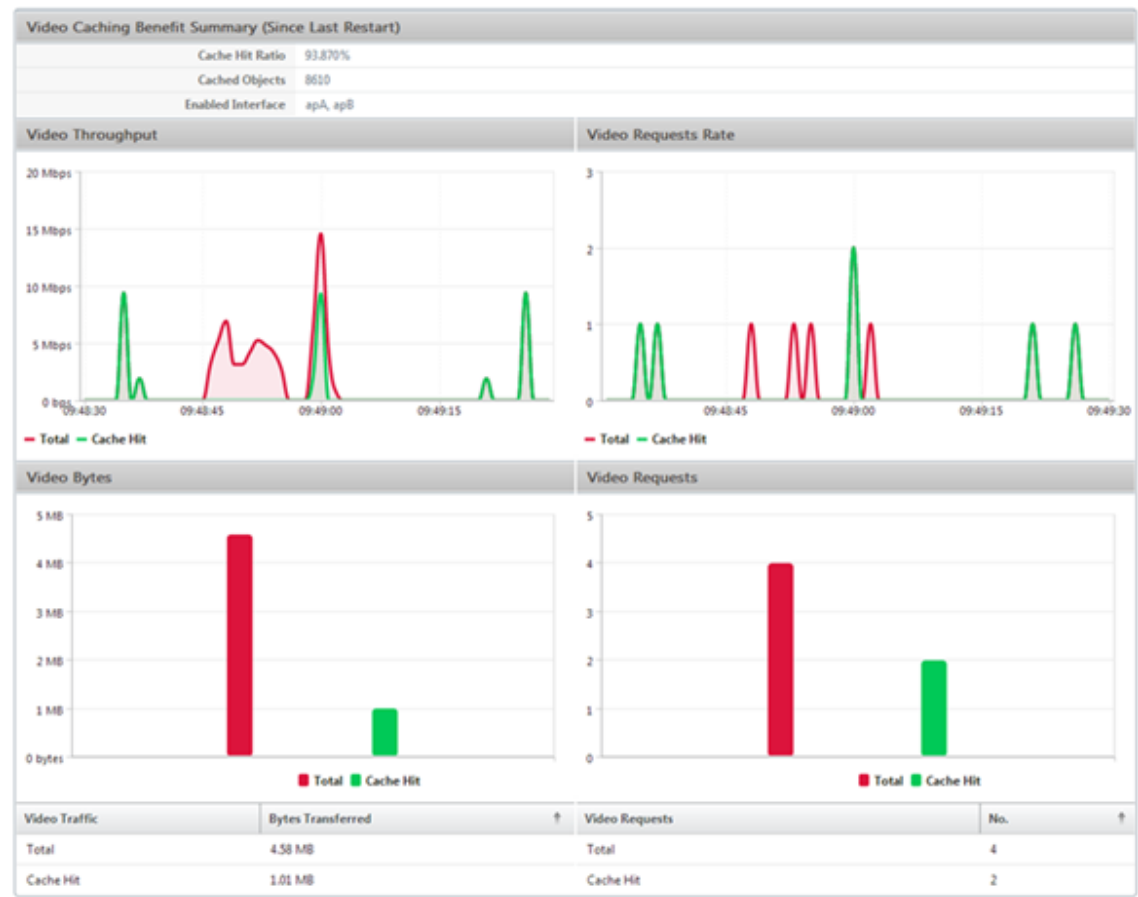 Video Caching Benefit Summary (Since Last Restart)
Cache Hit Ratio 93.870%
Cached Objects 8610
Enabled Interface apA, apB
Video Throughput
20 Mbps
15 Mbps
10 Mbps
5 Mbps
0 bps
09:48:30 09:48:45 09:49:00 09:49:15
Total Cache Hit
Video Requests Rate
3
2
1
0
09:48:45 09:49:00 09:49:15 09:49:30
Total Cache Hit
Video Bytes
5 MB
4 MB
3 MB
2 MB
1 MB
0 bytes
Total Cache Hit
Video Requests
5
4
3
2
1
0
Total Cache Hit
Video Traffic Bytes Transferred
Total 4.58 MB
Cache Hit 1.01 MB
Video Requests No.
Total 4
Cache Hit 2